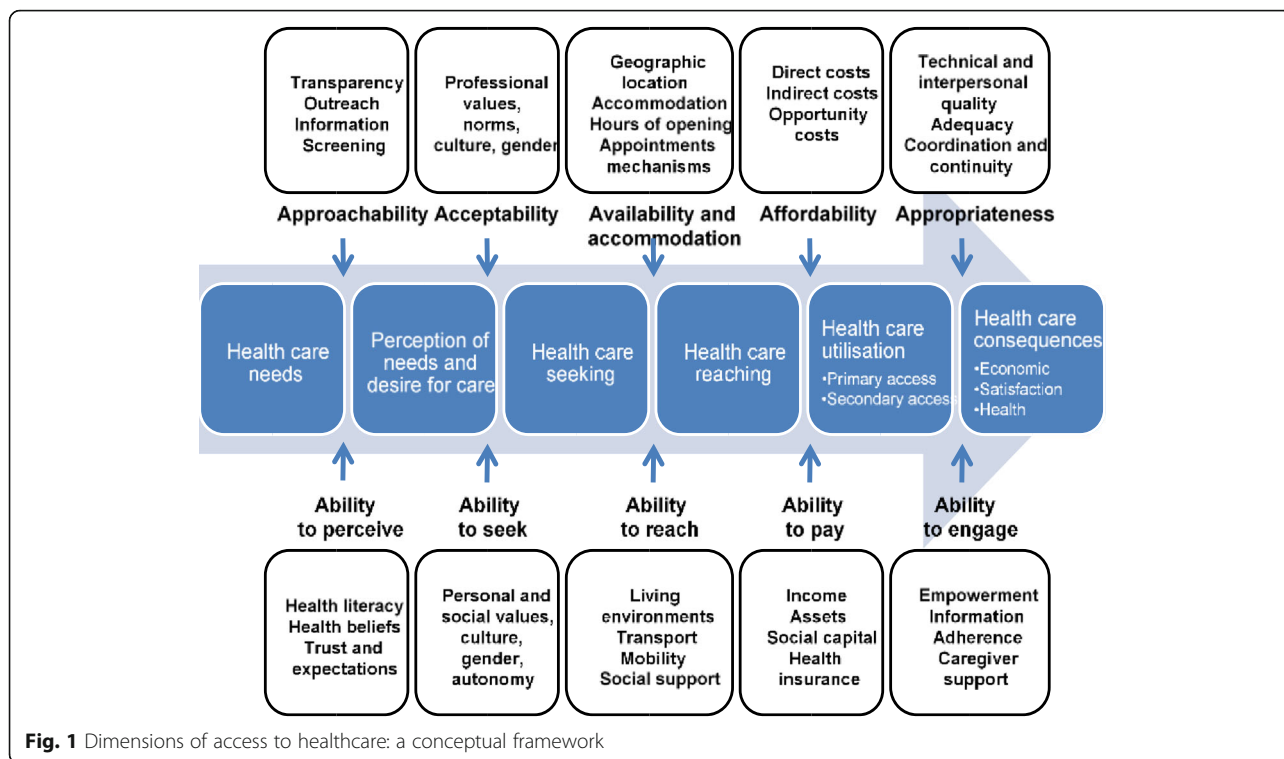 Transparency
Outreach
Information
Screening
Professional
values,
norms,
culture, gender
Geographic
location
Accommodation
Hours of opening
Appointments
mechanisms
Direct costs
Indirect costs
Opportunity
costs
Technical and
interpersonal
quality
Adequacy
Coordination and
continuity
Approachability
Acceptability
Availability and
accommodation
Affordability
Appropriateness
Health care
needs
Perception of
needs and
desire for care
Health care
seeking
Health care
reaching
Health care
utilisation
•Primary access
•Secondary access
Health care
consequences
•Economic
•Satisfaction
•Health
Ability
to perceive
Ability
to seek
Ability
to reach
Ability
to pay
Ability
to engage
Health literacy
Health beliefs
Trust and
expectations
Personal and
social values,
culture,
gender,
autonomy
Living
environments
Transport
Mobility
Social support
Income
Assets
Social capital
Health
insurance
Empowerment
Information
Adherence
Caregiver
support
Fig. 1 Dimensions of access to healthcare: a conceptual framework